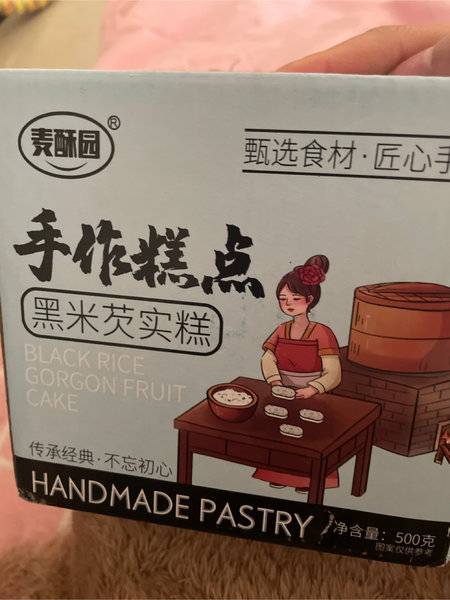 麦酥园®
甄选食材·匠心手
手作糕点
黑米芡实糕
BLACK RICE
GORGON FRUIT
CAKE
传承经典·不忘初心
HANDMADE PASTRY
净含量：500克
图案仅供参考